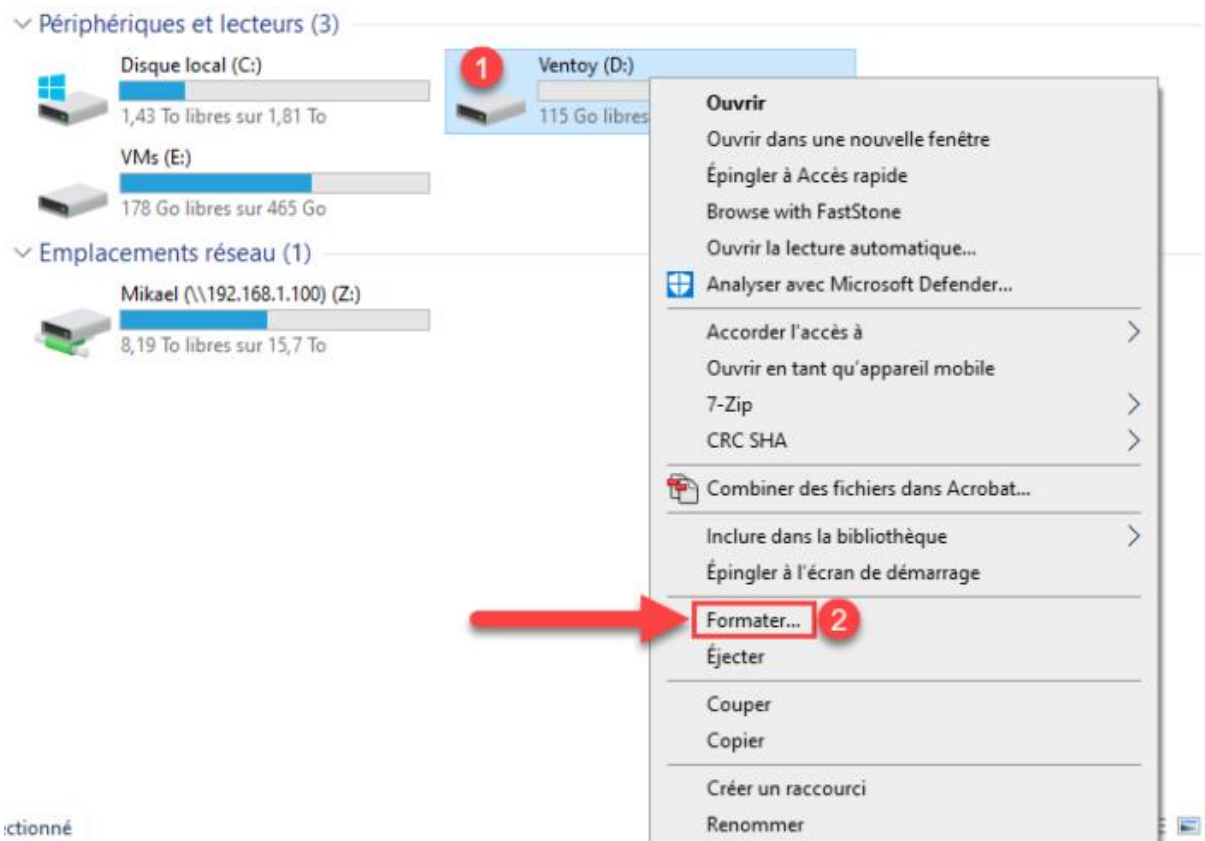 Périphériques et lecteurs (3)
Disque local (C:)
1,43 To libres sur 1,81 To
1
Ventoy (D:)
115 Go libres
VMs (E:)
178 Go libres sur 465 Go
Emplacements réseau (1)
Mikael (\\192.168.1.100) (Z:)
8,19 To libres sur 15,7 To
Ouvrir
Ouvrir dans une nouvelle fenêtre
Épingler à Accès rapide
Browse with FastStone
Ouvrir la lecture automatique...
Analyser avec Microsoft Defender...
Accorder l'accès à
Ouvrir en tant qu'appareil mobile
7-Zip
CRC SHA
Combiner des fichiers dans Acrobat...
Inclure dans la bibliothèque
Épingler à l'écran de démarrage
Formater... 2
Éjecter
Couper
Copier
Créer un raccourci
Renommer
ectionné